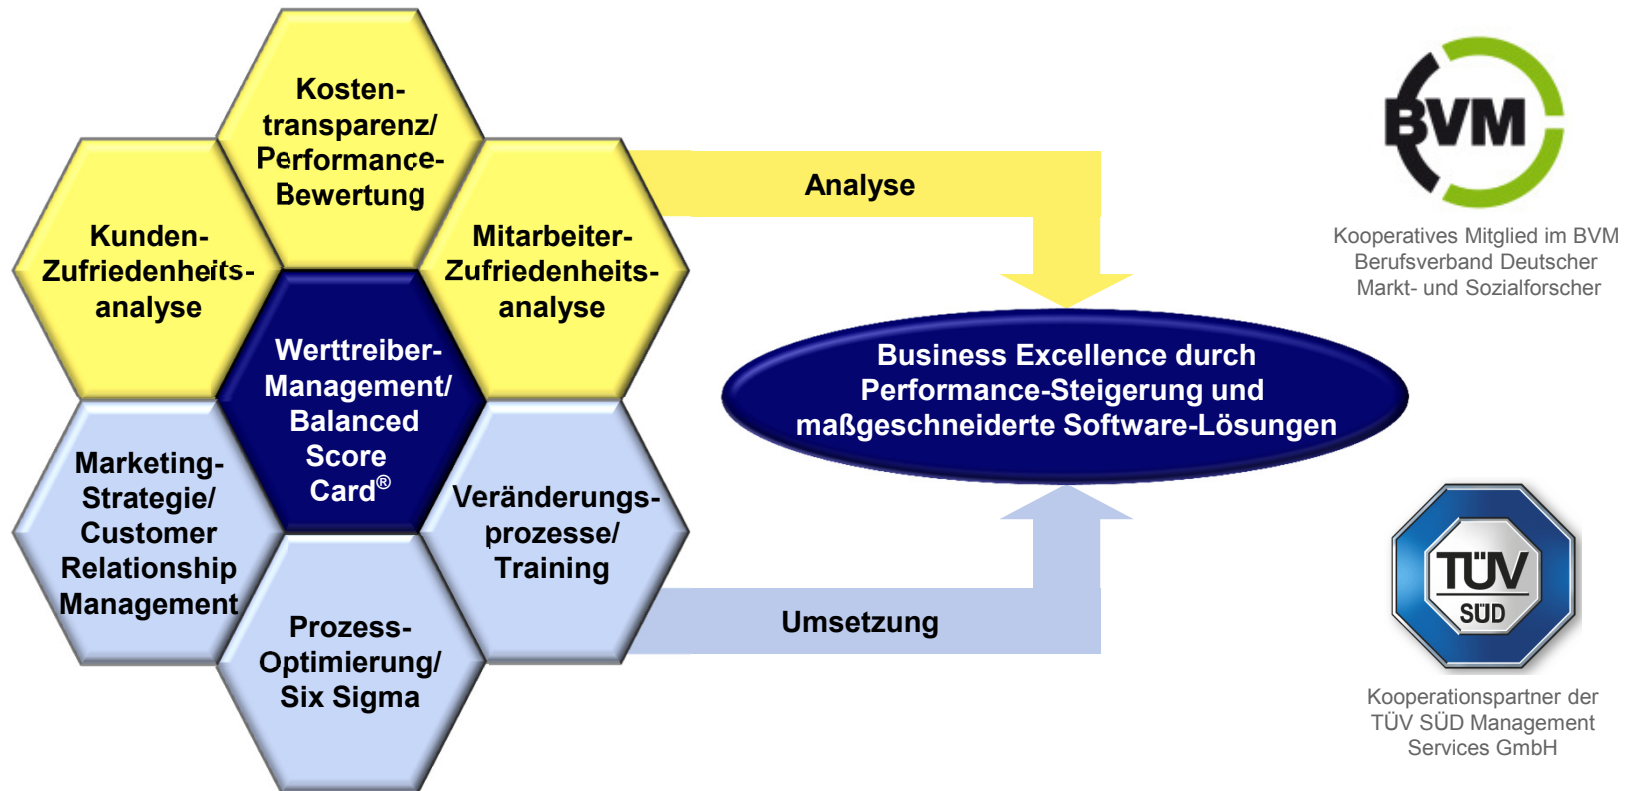 Kosten-
transparenz/
Performance-
Bewertung
Kunden-
Zufriedenheits-
analyse
Mitarbeiter-
Zufriedenheits-
analyse
Werttreiber-
Management/
Balanced
Score
Card®
Marketing-
Strategie/
Customer
Relationship
Management
Veränderungs-
prozesse/
Training
Prozess-
Optimierung/
Six Sigma
Analyse
Business Excellence durch
Performance-Steigerung und
maßgeschneiderte Software-Lösungen
Umsetzung
BVM
Kooperatives Mitglied im BVM
Berufsverband Deutscher
Markt- und Sozialforscher
TÜV
SÜD
Kooperationspartner der
TÜV SÜD Management
Services GmbH